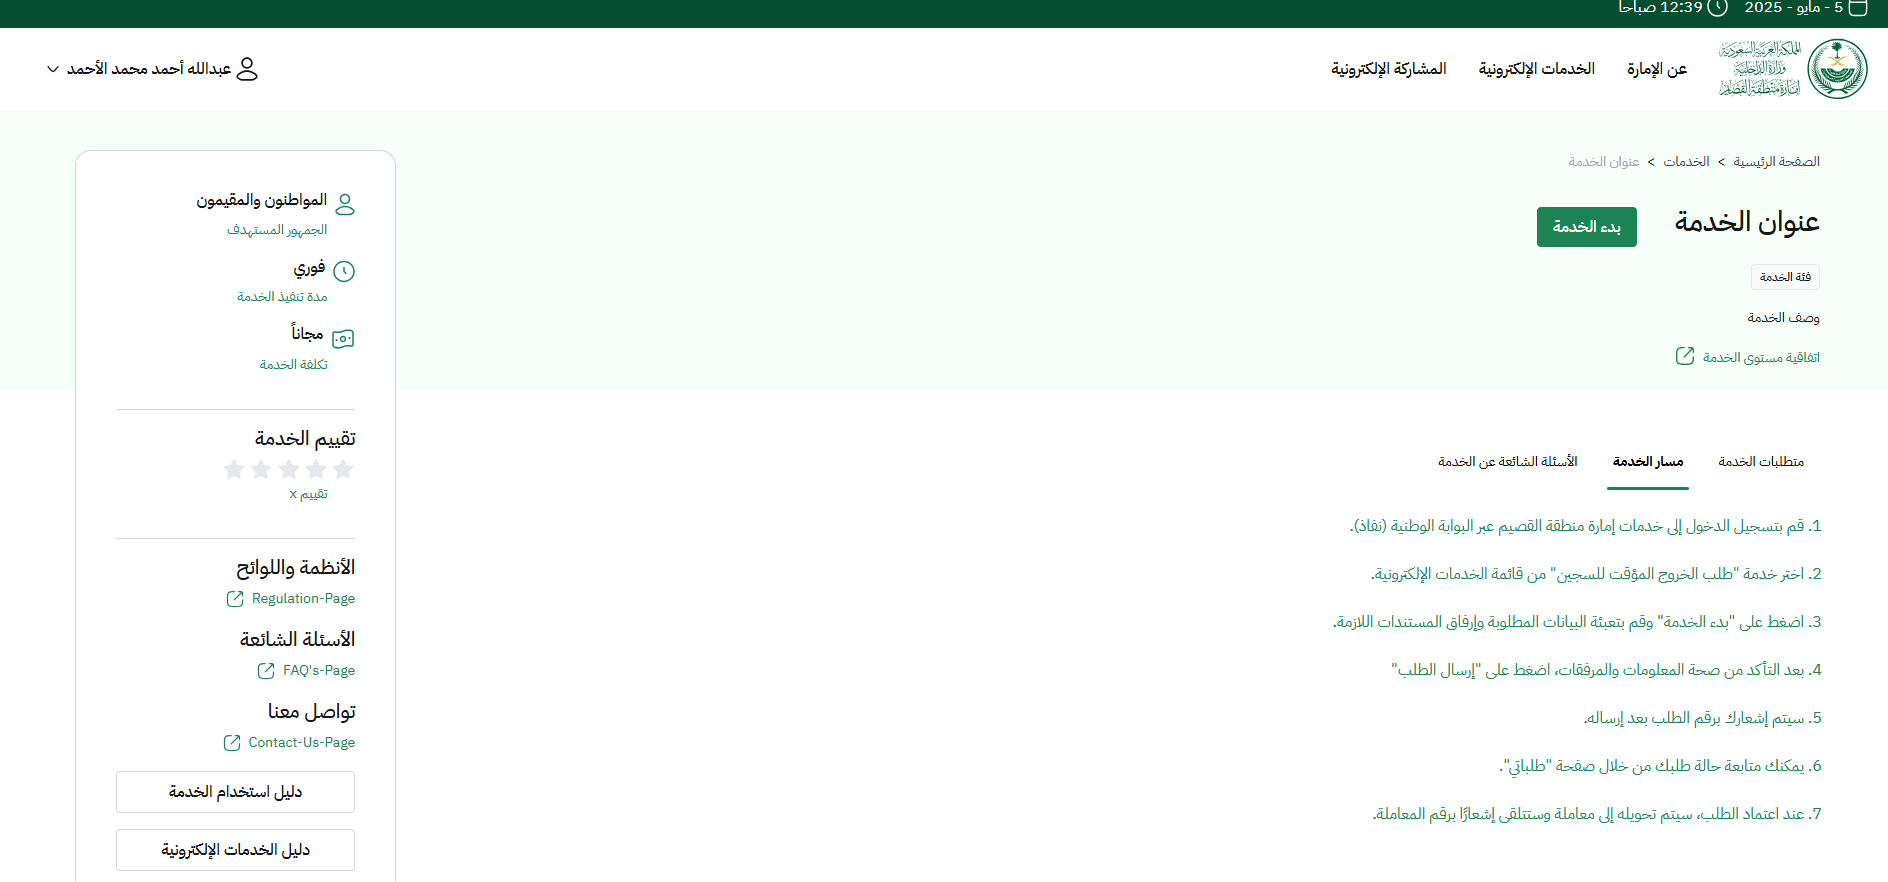 5 - مايو - 2025
12:39 صباحا
المملكة العربية السعودية
وزارة الداخلية
إمارة منطقة القصيم
عن الإمارة
الخدمات الإلكترونية
المشاركة الإلكترونية
عبدالله أحمد محمد الأحمد
الصفحة الرئيسية > الخدمات > عنوان الخدمة
عنوان الخدمة
بدء الخدمة
فئة الخدمة
وصف الخدمة
اتفاقية مستوى الخدمة
متطلبات الخدمة
مسار الخدمة
الأسئلة الشائعة عن الخدمة
1. قم بتسجيل الدخول إلى خدمات إمارة منطقة القصيم عبر البوابة الوطنية (نفاذ).
2. اختر خدمة "طلب الخروج المؤقت للسجين" من قائمة الخدمات الإلكترونية.
3. اضغط على "بدء الخدمة" وقم بتعبئة البيانات المطلوبة وإرفاق المستندات اللازمة.
4. بعد التأكد من صحة المعلومات والمرفقات، اضغط على "إرسال الطلب"
5. سيتم إشعارك برقم الطلب بعد إرساله.
6. يمكنك متابعة حالة طلبك من خلال صفحة "طلباتي".
7. عند اعتماد الطلب، سيتم تحويله إلى معاملة وستتلقى إشعارًا برقم المعاملة.
المواطنون والمقيمون
الجمهور المستهدف
فوري
مدة تنفيذ الخدمة
مجاناً
تكلفة الخدمة
تقييم الخدمة
تقييم x
الأنظمة واللوائح
Regulation-Page
الأسئلة الشائعة
FAQ's-Page
تواصل معنا
Contact-Us-Page
دليل استخدام الخدمة
دليل الخدمات الإلكترونية